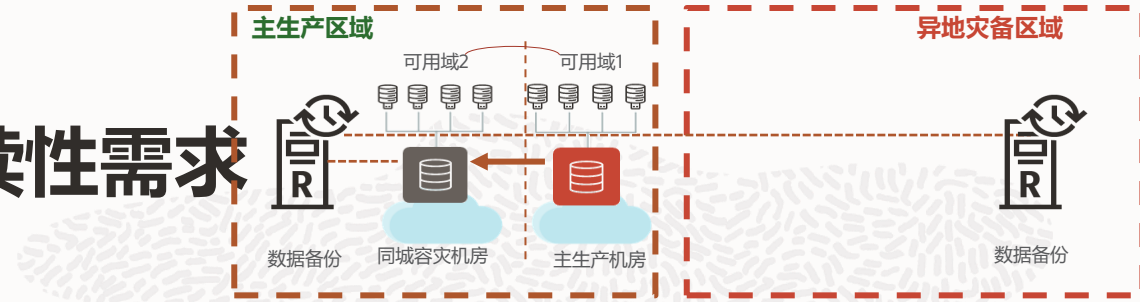 主生产区域
异地灾备区域
可用域2
可用域1
续性需求
R
R
数据备份
同城容灾机房
主生产机房
数据备份